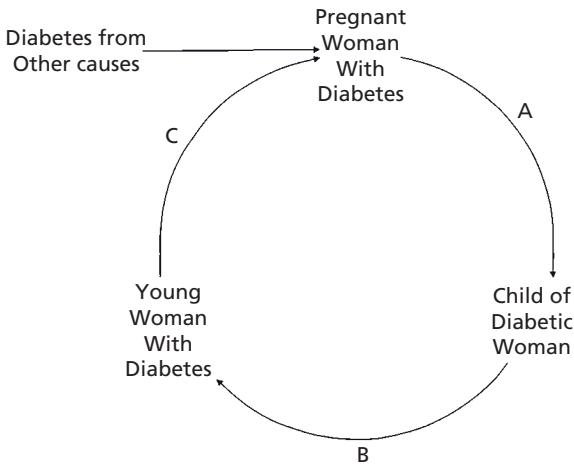 Pregnant
Woman
With
Diabetes
Diabetes from
Other causes
A
C
Child of
Diabetic
Woman
Young
Woman
With
Diabetes
B